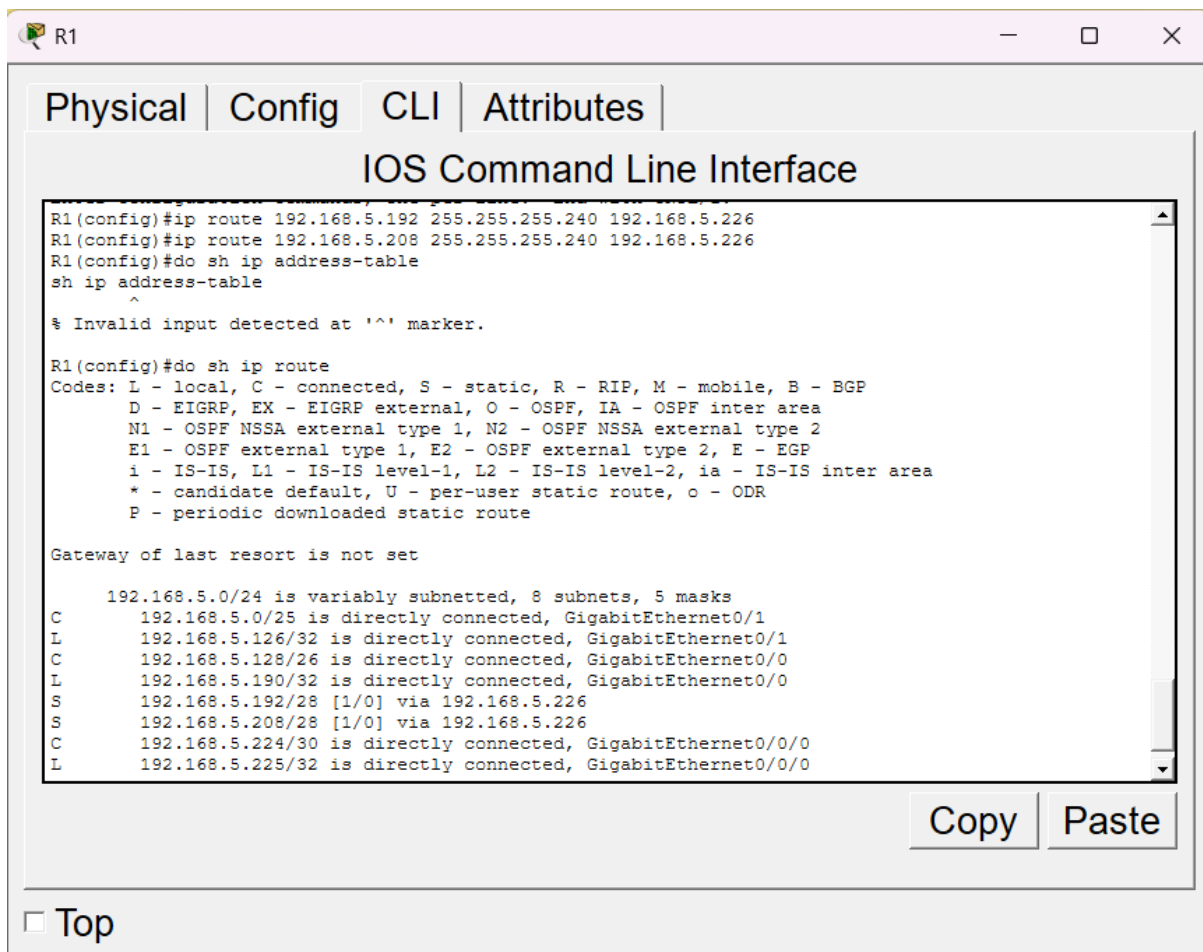 R1
Physical Config CLI Attributes
IOS Command Line Interface
R1(config)#ip route 192.168.5.192 255.255.255.240 192.168.5.226
R1(config)#ip route 192.168.5.208 255.255.255.240 192.168.5.226
R1(config)#do sh ip address-table
sh ip address-table
^
% Invalid input detected at '^' marker.
R1(config)#do sh ip route
Codes: L - local, C - connected, S - static, R - RIP, M - mobile, B - BGP
D - EIGRP, EX - EIGRP external, O - OSPF, IA - OSPF inter area
N1 - OSPF NSSA external type 1, N2 - OSPF NSSA external type 2
E1 - OSPF external type 1, E2 - OSPF external type 2, E - EGP
i - IS-IS, L1 - IS-IS level-1, L2 - IS-IS level-2, ia - IS-IS inter area
* - candidate default, U - per-user static route, o - ODR
P - periodic downloaded static route
Gateway of last resort is not set
192.168.5.0/24 is variably subnetted, 8 subnets, 5 masks
C 192.168.5.0/25 is directly connected, GigabitEthernet0/1
L 192.168.5.126/32 is directly connected, GigabitEthernet0/1
C 192.168.5.128/26 is directly connected, GigabitEthernet0/0
L 192.168.5.190/32 is directly connected, GigabitEthernet0/0
S 192.168.5.192/28 [1/0] via 192.168.5.226
S 192.168.5.208/28 [1/0] via 192.168.5.226
C 192.168.5.224/30 is directly connected, GigabitEthernet0/0/0
L 192.168.5.225/32 is directly connected, GigabitEthernet0/0/0
Copy Paste
Top